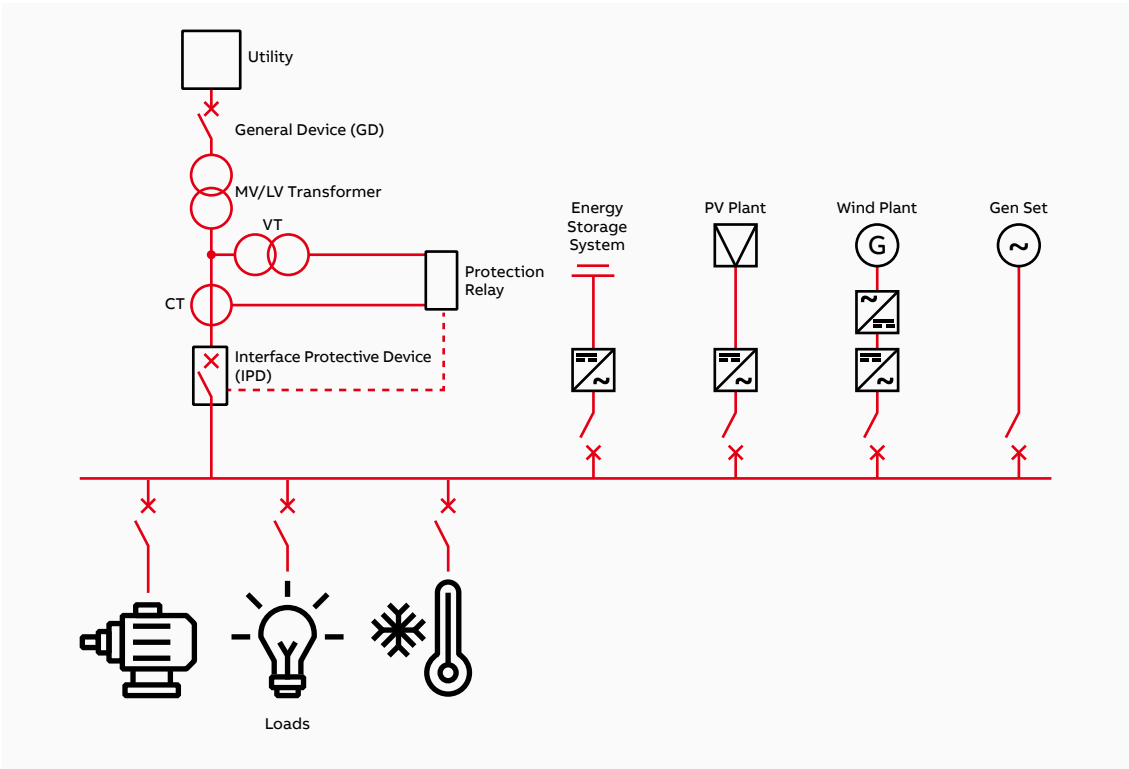 Utility
General Device (GD)
MV/LV Transformer
VT
Protection
Relay
CT
Interface Protective Device
(IPD)
Energy
Storage
System
PV Plant
Wind Plant
G
Gen Set
~
Loads